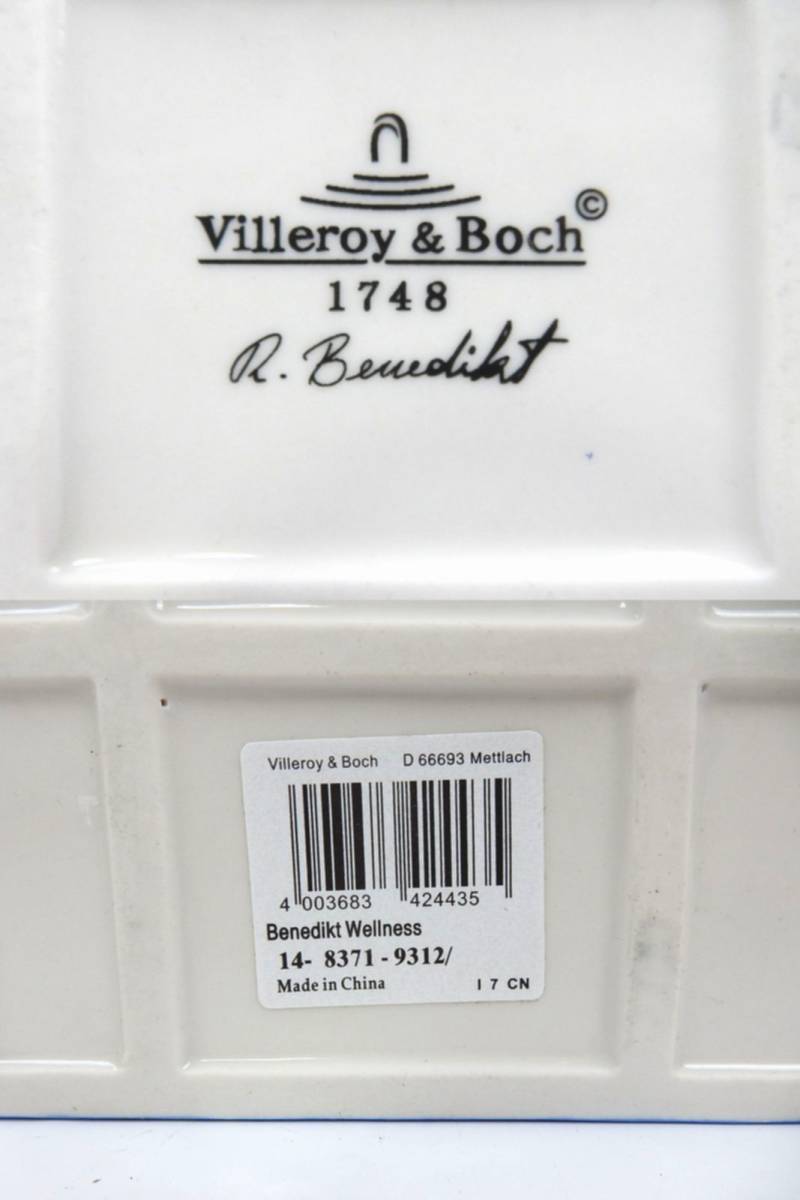 Villeroy & Boch©
1748
R. Benedikt
Villeroy & Boch D 66693 Mettlach
4 003683 424435
Benedikt Wellness
14- 8371 - 9312/
Made in China I 7 CN